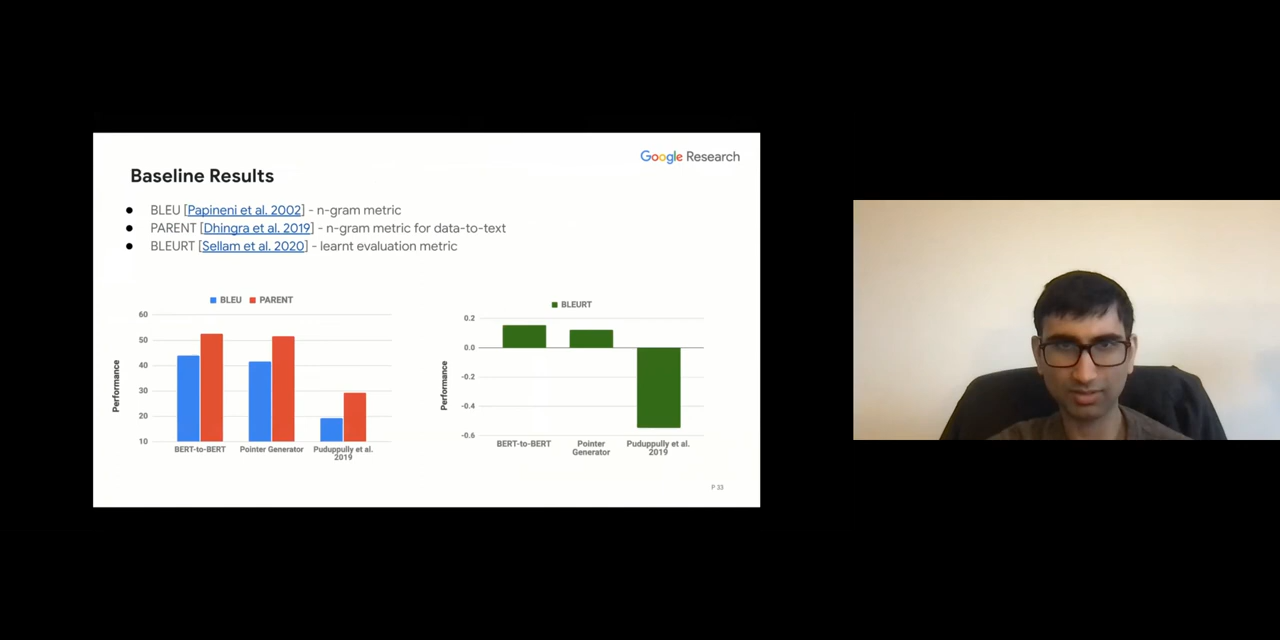 Google Research
Baseline Results
● BLEU [Papineni et al. 2002] - n-gram metric
● PARENT [Dhingra et al. 2019] - n-gram metric for data-to-text
● BLEURT [Sellam et al. 2020] - learnt evaluation metric
BLEU PARENT
60
50
40
30
20
10
Performance
BERT-to-BERT Pointer Generator Puduppully et al.
2019
BLEURT
0.2
0.0
-0.2
-0.4
-0.6
Performance
BERT-to-BERT Pointer Puduppully et al.
Generator 2019
P 33